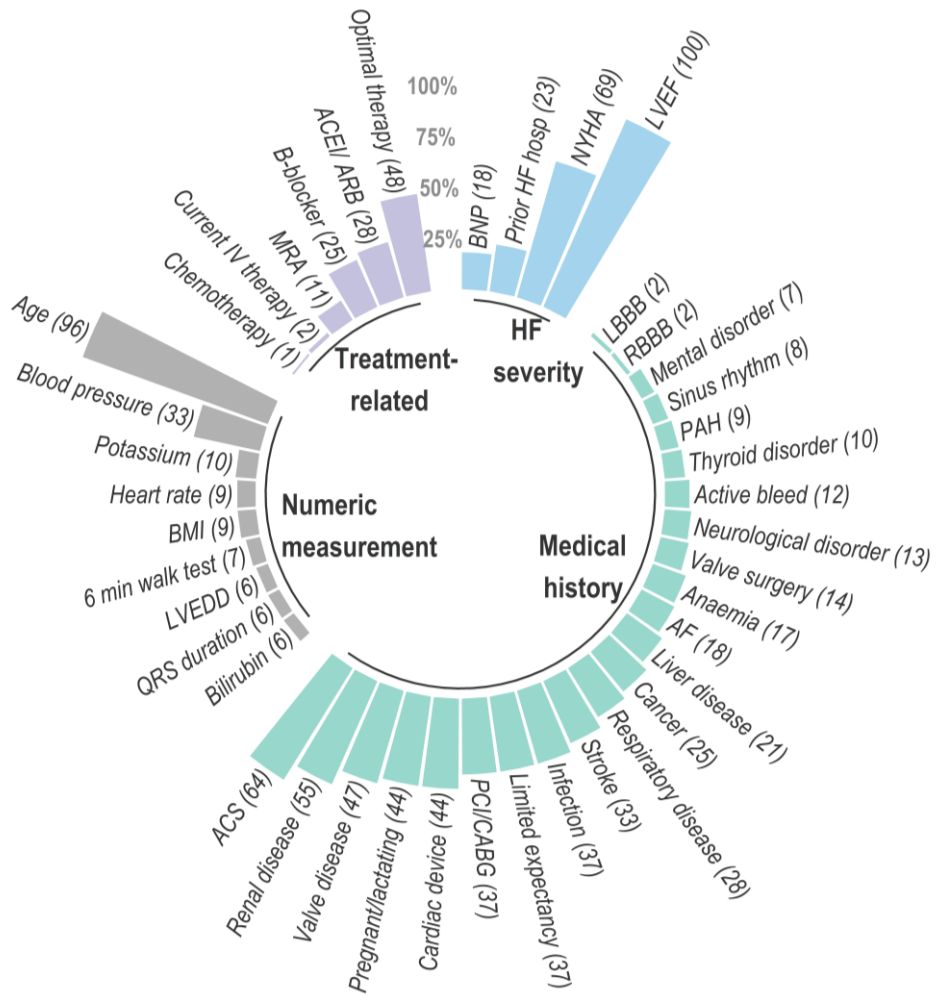 100%
75%
50%
25%
BNP (18)
Prior HF hosp (23)
NYHA (69)
LVEF (100)
HF
severity
LBBB (2)
RBBB (2)
Mental disorder (7)
Sinus rhythm (8)
PAH (9)
Thyroid disorder (10)
Active bleed (12)
Neurological disorder (13)
Valve surgery (14)
Anaemia (17)
AF (18)
Liver disease (21)
Cancer (25)
Respiratory disease (28)
Stroke (33)
Infection (37)
Limited expectancy (37)
PCI/CABG (37)
Cardiac device (44)
Pregnant/lactating (44)
Valve disease (47)
Renal disease (55)
ACS (64)
Medical
history
Bilirubin (6)
QRS duration (6)
LVEDD (6)
6 min walk test (7)
BMI (9)
Heart rate (9)
Potassium (10)
Blood pressure (33)
Age (96)
Numeric
measurement
Chemotherapy (1)
Current IV therapy (2)
MRA (11)
B-blocker (25)
ACEI/ ARB (28)
Optimal therapy (48)
Treatment-
related